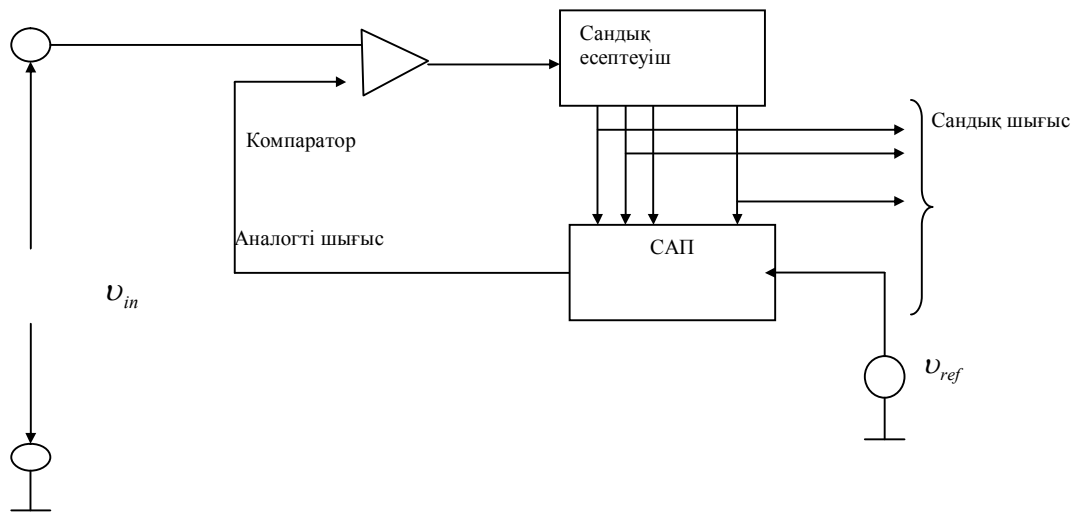 Сандық
есептеуіш
Сандық шығыс
Компаратор
Аналогті шығыс
САП
υin
υref